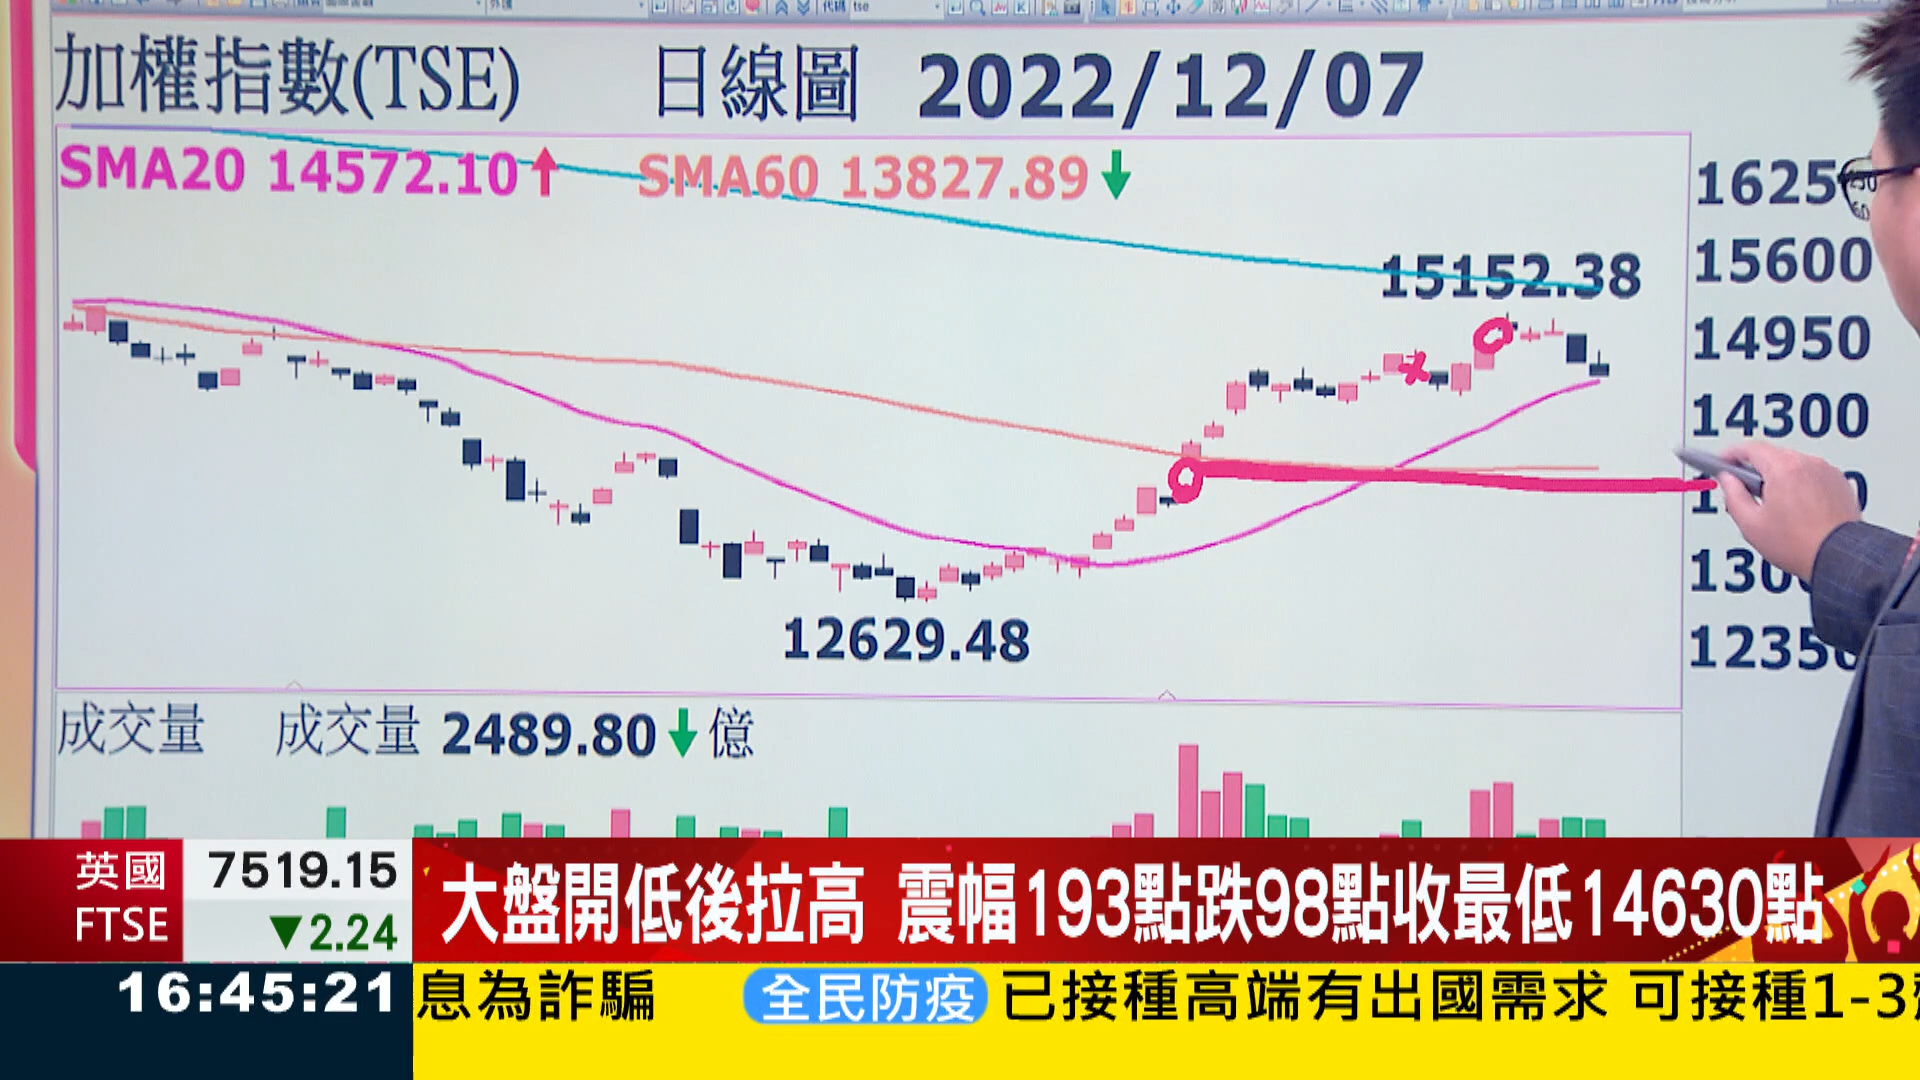 代碼 tse
加權指數(TSE) 日線圖 2022/12/07
SMA20 14572.10 SMA60 13827.89
15152.38
15600
14950
14300
12629.48
成交量 成交量 2489.80 億
英國 FTSE
7519.15
▼2.24
大盤開低後拉高 震幅193點跌98點收最低14630點
16:45:21
息為詐騙 全民防疫 已接種高端有出國需求 可接種1-3